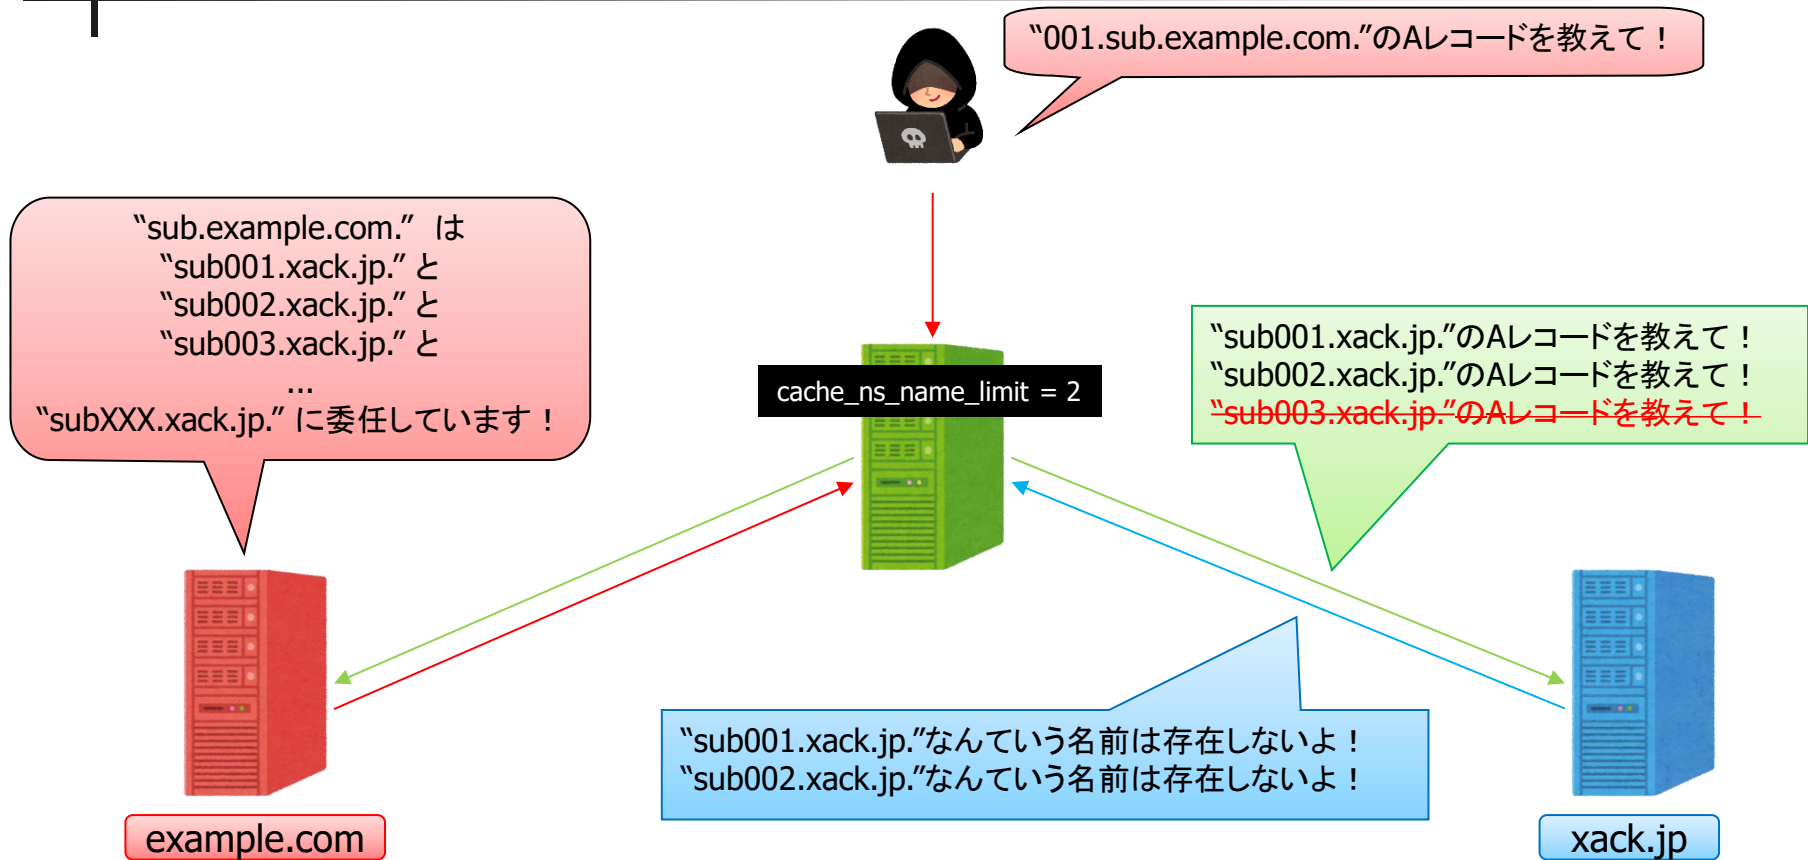 “001.sub.example.com.”のAレコードを教えて！
“sub.example.com.” は
“sub001.xack.jp.” と
“sub002.xack.jp.” と
“sub003.xack.jp.” と
...
“subXXX.xack.jp.” に委任しています！
cache_ns_name_limit = 2
“sub001.xack.jp.”のAレコードを教えて！
“sub002.xack.jp.”のAレコードを教えて！
“sub003.xack.jp.”のAレコードを教えて！
“sub001.xack.jp.”なんていう名前は存在しないよ！
“sub002.xack.jp.”なんていう名前は存在しないよ！
example.com
xack.jp